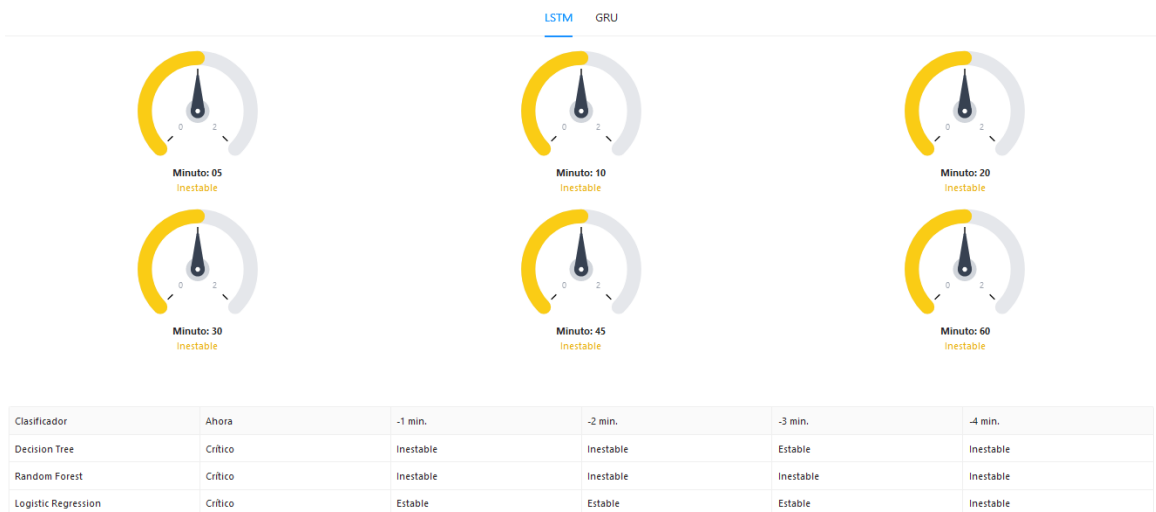 LSTM GRU
0 2 0 2 0 2
Minuto: 05 Minuto: 10 Minuto: 20
Inestable Inestable Inestable
0 2 0 2 0 2
Minuto: 30 Minuto: 45 Minuto: 60
Inestable Inestable Inestable
Clasificador Ahora -1 min. -2 min. -3 min. -4 min.
Decision Tree Crítico Inestable Inestable Estable Inestable
Random Forest Crítico Inestable Inestable Inestable Inestable
Logistic Regression Crítico Estable Estable Estable Inestable